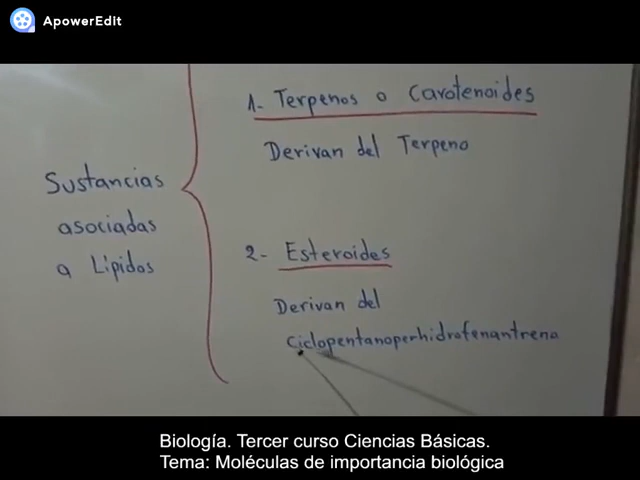 ApowerEdit
1- Terpenos o Carotenoides
Derivan del Terpeno
Sustancias
asociadas
a Lípidos
2- Esteroides
Derivan del
Ciclopentanoperhidrofenantreno
Biología. Tercer curso Ciencias Básicas.
Tema: Moléculas de importancia biológica